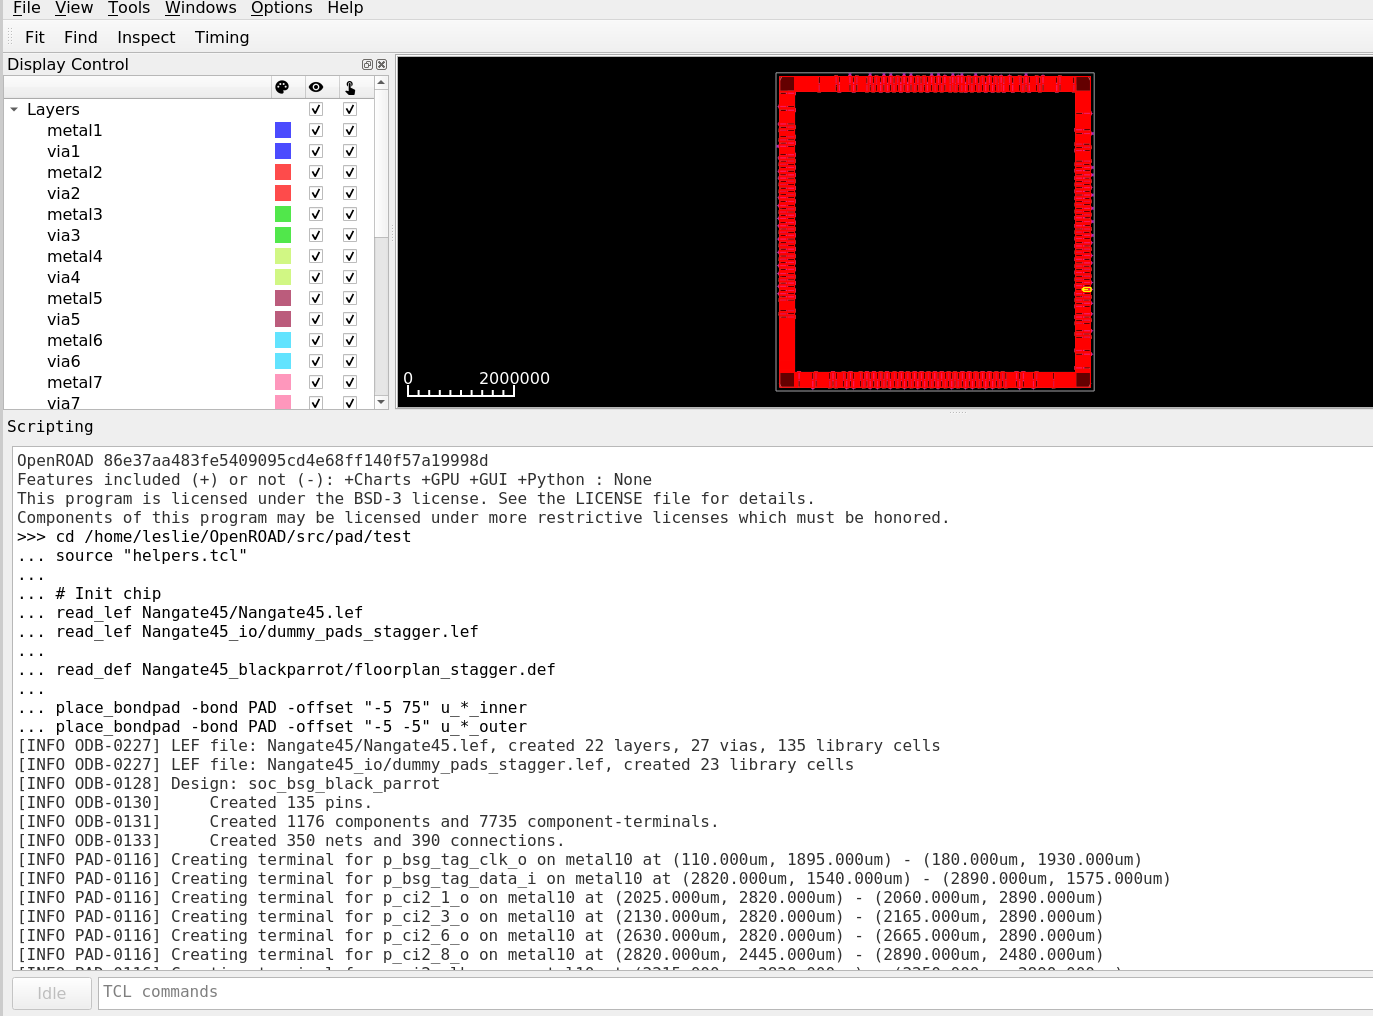 File View Tools Windows Options Help
Fit Find Inspect Timing
Display Control
Layers
metal1
via1
metal2
via2
metal3
via3
metal4
via4
metal5
via5
metal6
via6
metal7
via7
0 2000000
Scripting
OpenROAD 86e37aa483fe5409095cd4e68ff140f57a19998d
Features included (+) or not (-): +Charts +GPU +GUI +Python : None
This program is licensed under the BSD-3 license. See the LICENSE file for details.
Components of this program may be licensed under more restrictive licenses which must be honored.
>>> cd /home/leslie/OpenROAD/src/pad/test
... source "helpers.tcl"
...
... # Init chip
... read_lef Nangate45/Nangate45.lef
... read_lef Nangate45_io/dummy_pads_stagger.lef
...
... read_def Nangate45_blackparrot/floorplan_stagger.def
...
... place_bondpad -bond PAD -offset "-5 75" u_*_inner
... place_bondpad -bond PAD -offset "-5 -5" u_*_outer
[INFO ODB-0227] LEF file: Nangate45/Nangate45.lef, created 22 layers, 27 vias, 135 library cells
[INFO ODB-0227] LEF file: Nangate45_io/dummy_pads_stagger.lef, created 23 library cells
[INFO ODB-0128] Design: soc_bsg_black_parrot
[INFO ODB-0130]     Created 135 pins.
[INFO ODB-0131]     Created 1176 components and 7735 component-terminals.
[INFO ODB-0133]     Created 350 nets and 390 connections.
[INFO PAD-0116] Creating terminal for p_bsg_tag_clk_o on metal10 at (110.000um, 1895.000um) - (180.000um, 1930.000um)
[INFO PAD-0116] Creating terminal for p_bsg_tag_data_i on metal10 at (2820.000um, 1540.000um) - (2890.000um, 1575.000um)
[INFO PAD-0116] Creating terminal for p_ci2_1_o on metal10 at (2025.000um, 2820.000um) - (2060.000um, 2890.000um)
[INFO PAD-0116] Creating terminal for p_ci2_3_o on metal10 at (2130.000um, 2820.000um) - (2165.000um, 2890.000um)
[INFO PAD-0116] Creating terminal for p_ci2_6_o on metal10 at (2630.000um, 2820.000um) - (2665.000um, 2890.000um)
[INFO PAD-0116] Creating terminal for p_ci2_8_o on metal10 at (2820.000um, 2445.000um) - (2890.000um, 2480.000um)
Idle TCL commands